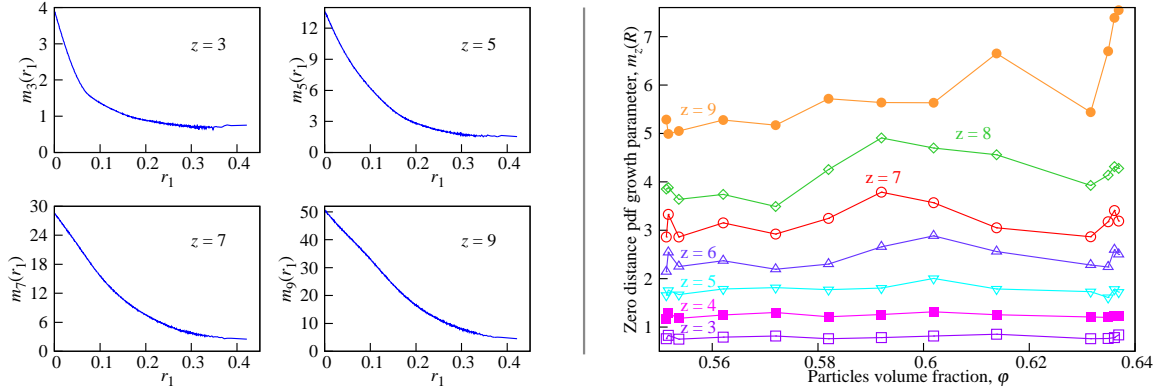 4
3
2
1
0
m3(r1)
z = 3
0 0.1 0.2 0.3 0.4
r1
12
9
6
3
0
m5(r1)
z = 5
0 0.1 0.2 0.3 0.4
r1
30
24
18
12
6
0
m7(r1)
z = 7
0 0.1 0.2 0.3 0.4
r1
50
40
30
20
10
0
m9(r1)
z = 9
0 0.1 0.2 0.3 0.4
r1
Zero distance pdf growth parameter, mz(R)
7
6
5
4
3
2
1
z = 9
z = 8
z = 7
z = 6
z = 5
z = 4
z = 3
0.56 0.58 0.6 0.62 0.64
Particles volume fraction, φ